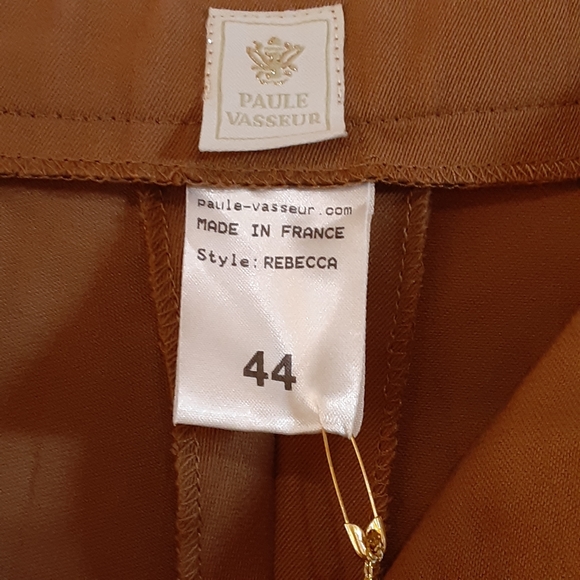 PAULE
VASSEUR
paule-vasseur.com
MADE IN FRANCE
Style: REBECCA
44